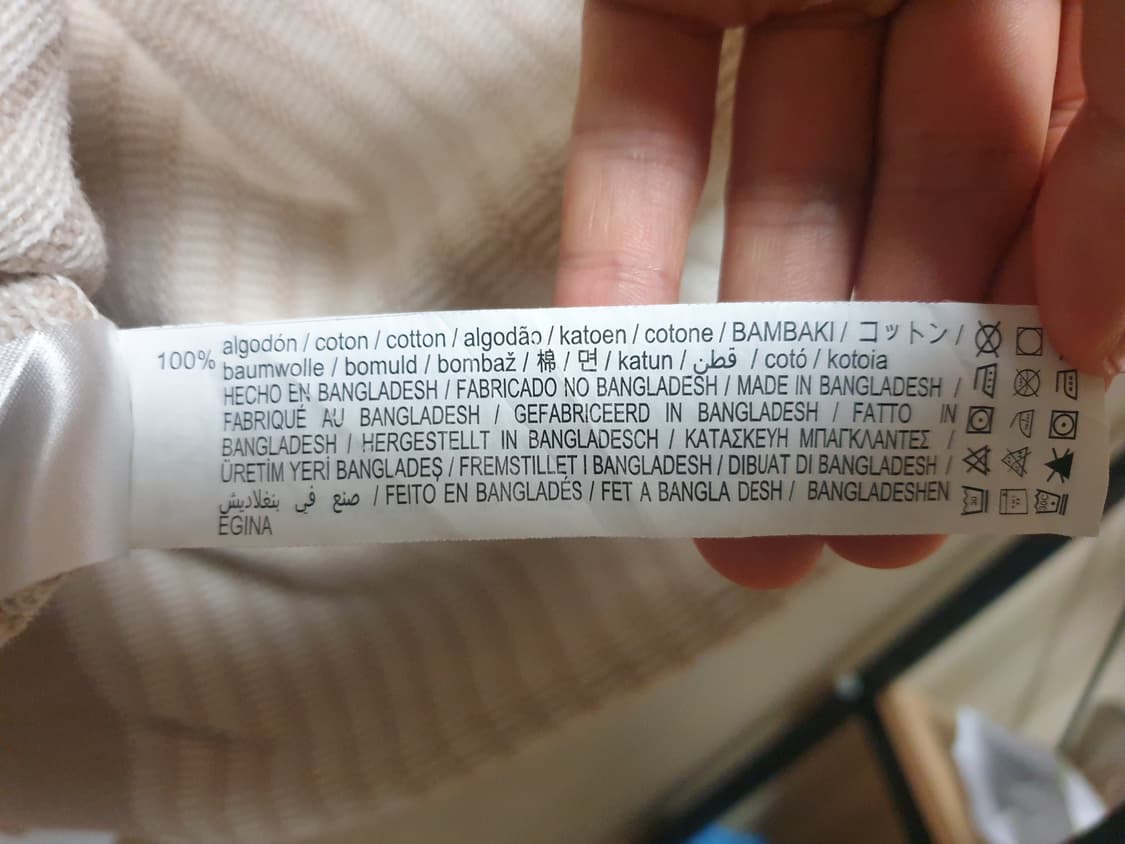 100% algodón / coton / cotton / algodão / katoen / cotone / BAMBAKI / コットン /
baumwolle / bomuld / bombaž / 棉 / 면 / katun / قطن / cotó / kotoia
HECHO EN BANGLADESH / FABRICADO NO BANGLADESH / MADE IN BANGLADESH /
FABRIQUÉ AU BANGLADESH / GEFABRICEERD IN BANGLADESH / FATTO IN
BANGLADESH / HERGESTELLT IN BANGLADESCH / ΚΑΤΑΣΚΕΥΗ ΜΠΑΓΚΛΑΝΤΕΣ /
ÜRETİM YERİ BANGLADEŞ / FREMSTILLET I BANGLADESH / DIBUAT DI BANGLADESH /
صنع في بنغلاديش / FEITO EN BANGLADÉS / FET A BANGLA DESH / BANGLADESHEN
EGINA